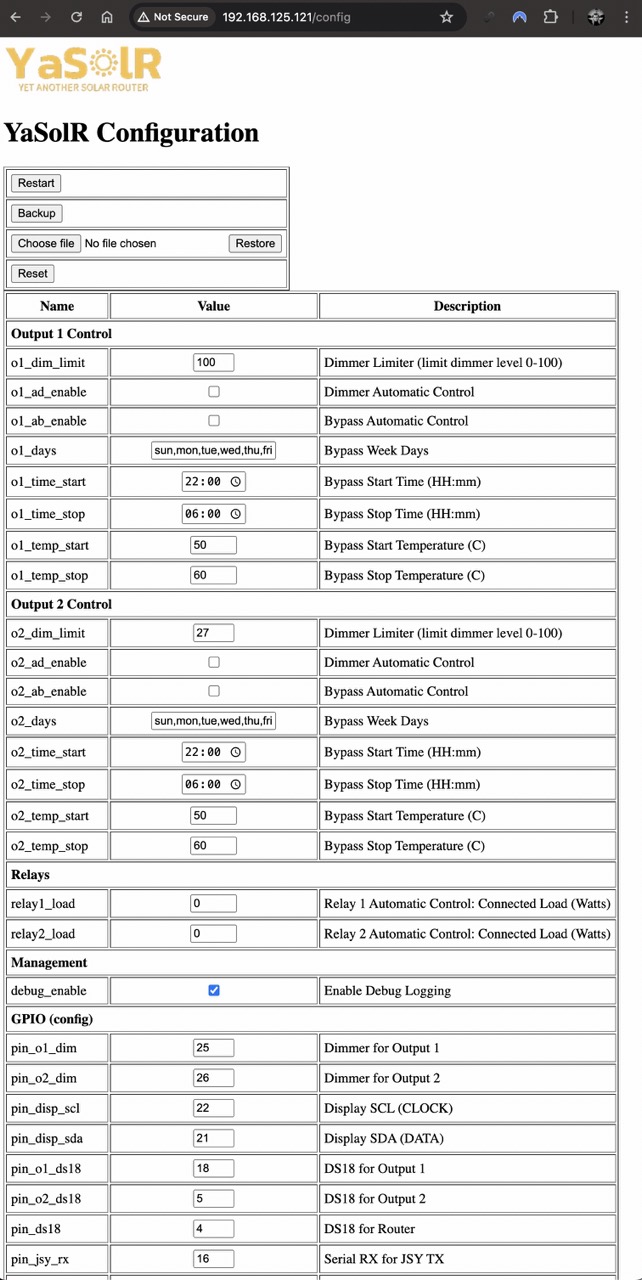 Not Secure 192.168.125.121/config
YaSolR
YET ANOTHER SOLAR ROUTER
YaSolR Configuration
Restart
Backup
Choose file No file chosen Restore
Reset
Name Value Description
Output 1 Control
o1_dim_limit 100 Dimmer Limiter (limit dimmer level 0-100)
o1_ad_enable Dimmer Automatic Control
o1_ab_enable Bypass Automatic Control
o1_days sun,mon,tue,wed,thu,fri Bypass Week Days
o1_time_start 22:00 Bypass Start Time (HH:mm)
o1_time_stop 06:00 Bypass Stop Time (HH:mm)
o1_temp_start 50 Bypass Start Temperature (C)
o1_temp_stop 60 Bypass Stop Temperature (C)
Output 2 Control
o2_dim_limit 27 Dimmer Limiter (limit dimmer level 0-100)
o2_ad_enable Dimmer Automatic Control
o2_ab_enable Bypass Automatic Control
o2_days sun,mon,tue,wed,thu,fri Bypass Week Days
o2_time_start 22:00 Bypass Start Time (HH:mm)
o2_time_stop 06:00 Bypass Stop Time (HH:mm)
o2_temp_start 50 Bypass Start Temperature (C)
o2_temp_stop 60 Bypass Stop Temperature (C)
Relays
relay1_load 0 Relay 1 Automatic Control: Connected Load (Watts)
relay2_load 0 Relay 2 Automatic Control: Connected Load (Watts)
Management
debug_enable Enable Debug Logging
GPIO (config)
pin_o1_dim 25 Dimmer for Output 1
pin_o2_dim 26 Dimmer for Output 2
pin_disp_scl 22 Display SCL (CLOCK)
pin_disp_sda 21 Display SDA (DATA)
pin_o1_ds18 18 DS18 for Output 1
pin_o2_ds18 5 DS18 for Output 2
pin_ds18 4 DS18 for Router
pin_jsy_rx 16 Serial RX for JSY TX